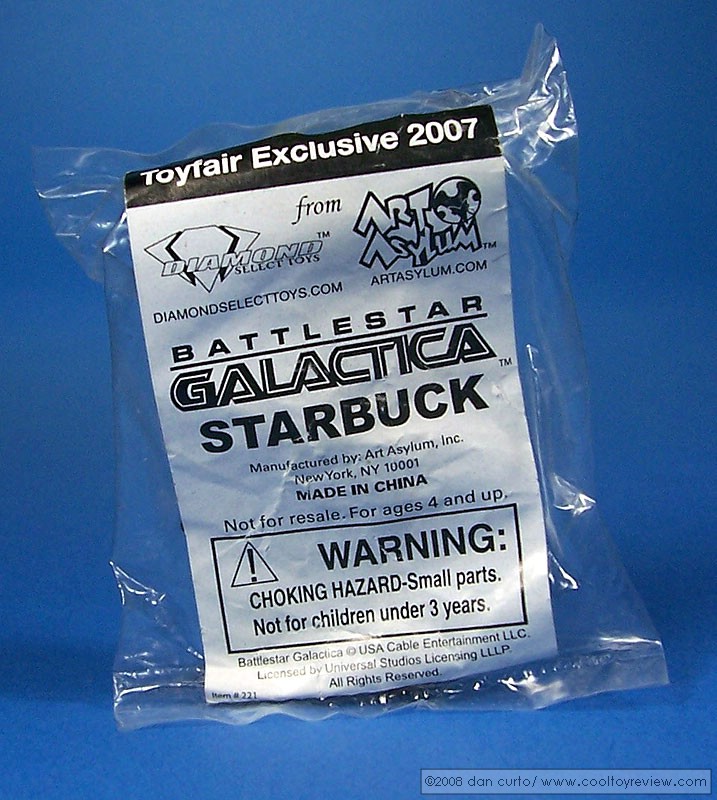 Toyfair Exclusive 2007
from
DIAMOND™
SELECT TOYS
DIAMONDSELECTTOYS.COM
ART
ASYLUM™
ARTASYLUM.COM
BATTLESTAR
GALACTICA™
STARBUCK
Manufactured by: Art Asylum, Inc.
NewYork, NY 10001
MADE IN CHINA
Not for resale. For ages 4 and up.
WARNING:
CHOKING HAZARD-Small parts.
Not for children under 3 years.
Battlestar Galactica © USA Cable Entertainment LLC.
Licensed by Universal Studios Licensing LLLP.
All Rights Reserved.
Item # 221
©2008 dan curto/ www.cooltoyreview.com